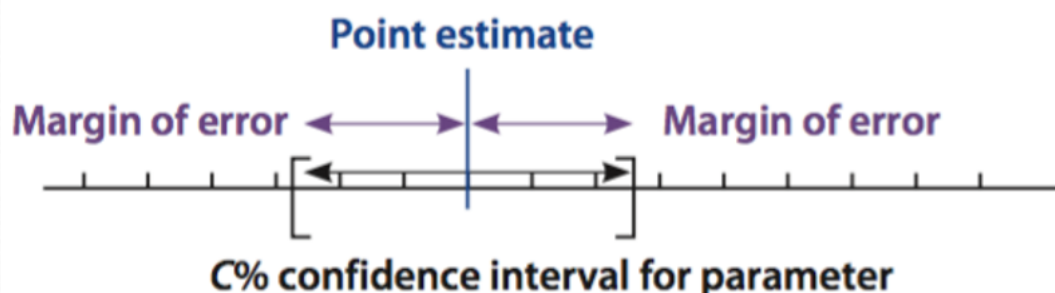 Point estimate
Margin of error Margin of error
C% confidence interval for parameter